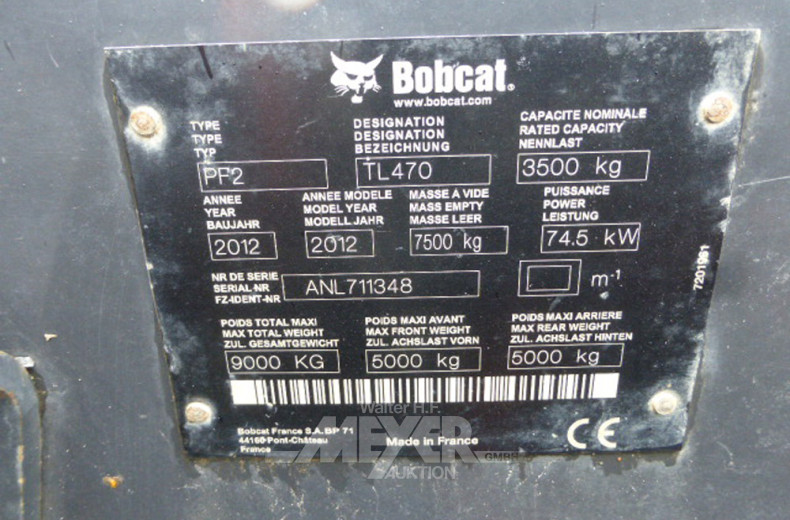 Bobcat®
www.bobcat.com
TYPE
TYPE
TYP
PF2
DESIGNATION
DESIGNATION
BEZEICHNUNG
TL470
CAPACITE NOMINALE
RATED CAPACITY
NENNLAST
3500 kg
ANNEE
YEAR
BAUJAHR
2012
ANNEE MODELE
MODEL YEAR
MODELL JAHR
2012
MASSE À VIDE
MASS EMPTY
MASSE LEER
7500 kg
PUISSANCE
POWER
LEISTUNG
74.5 kW
NR DE SERIE
SERIAL-NR
FZ-IDENT-NR
ANL711348
m-1
7201961
POIDS TOTAL MAXI
MAX TOTAL WEIGHT
ZUL. GESAMTGEWICHT
9000 KG
POIDS MAXI AVANT
MAX FRONT WEIGHT
ZUL. ACHSLAST VORN
5000 kg
POIDS MAXI ARRIERE
MAX REAR WEIGHT
ZUL. ACHSLAST HINTEN
5000 kg
Bobcat France S.A. BP 71
44160-Pont-Château
France
Made in France
CE
Walter H.F.
MEYER
GMBH
AUKTION